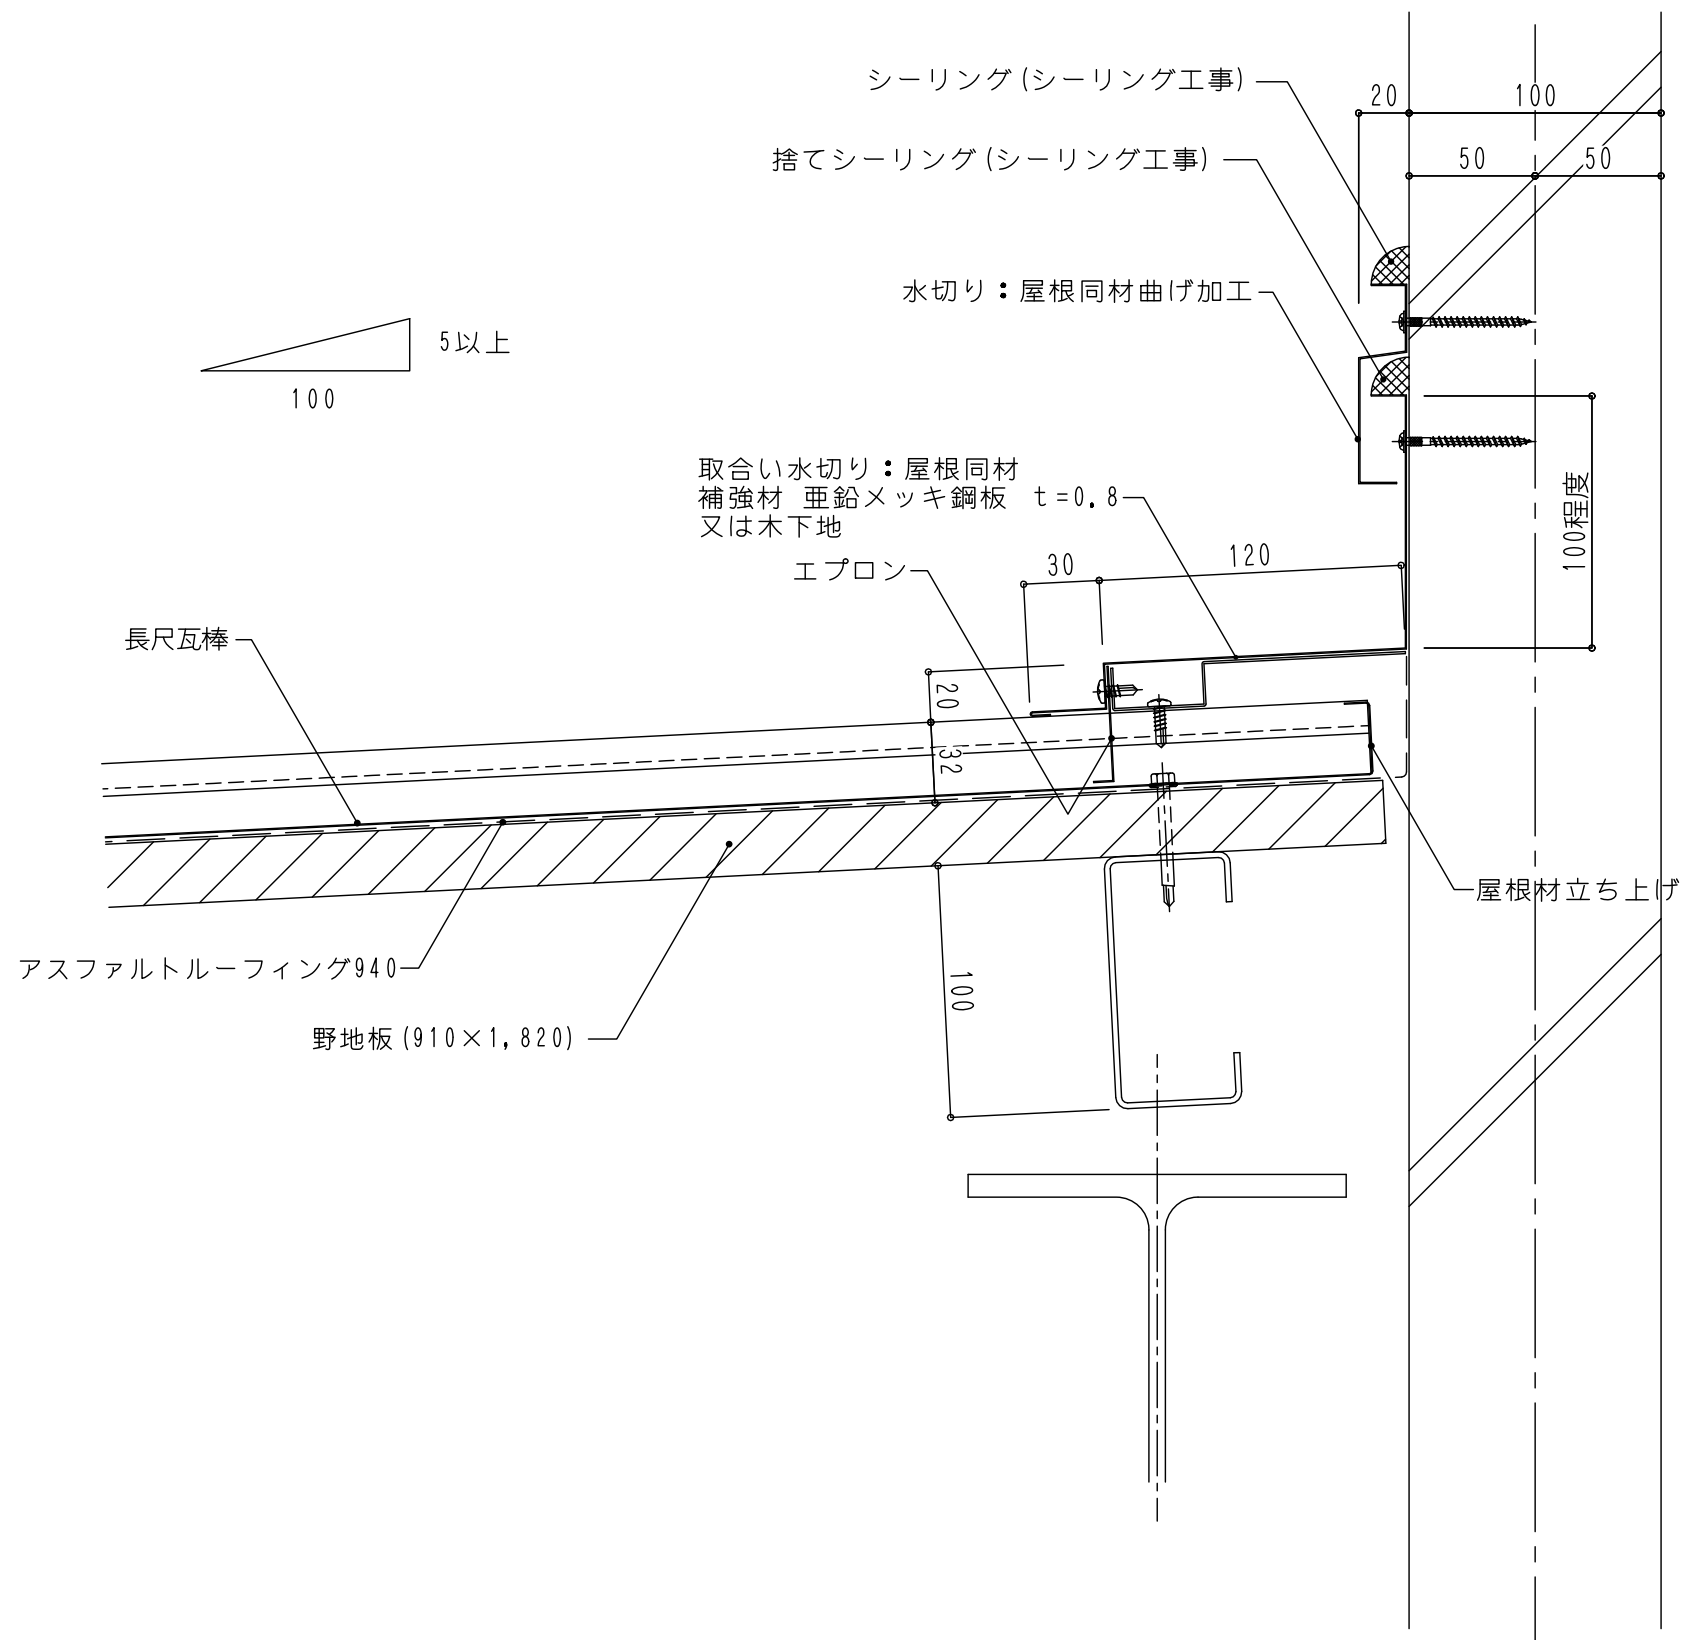 シーリング(シーリング工事)
20
100
捨てシーリング(シーリング工事)
50
50
水切り：屋根同材曲げ加工
5以上
100
取合い水切り：屋根同材
補強材 亜鉛メッキ鋼板 t=0.8
又は木下地
100程度
エプロン
30
120
長尺瓦棒
20
32
屋根材立ち上げ
アスファルトルーフィング940
100
野地板(910×1,820)